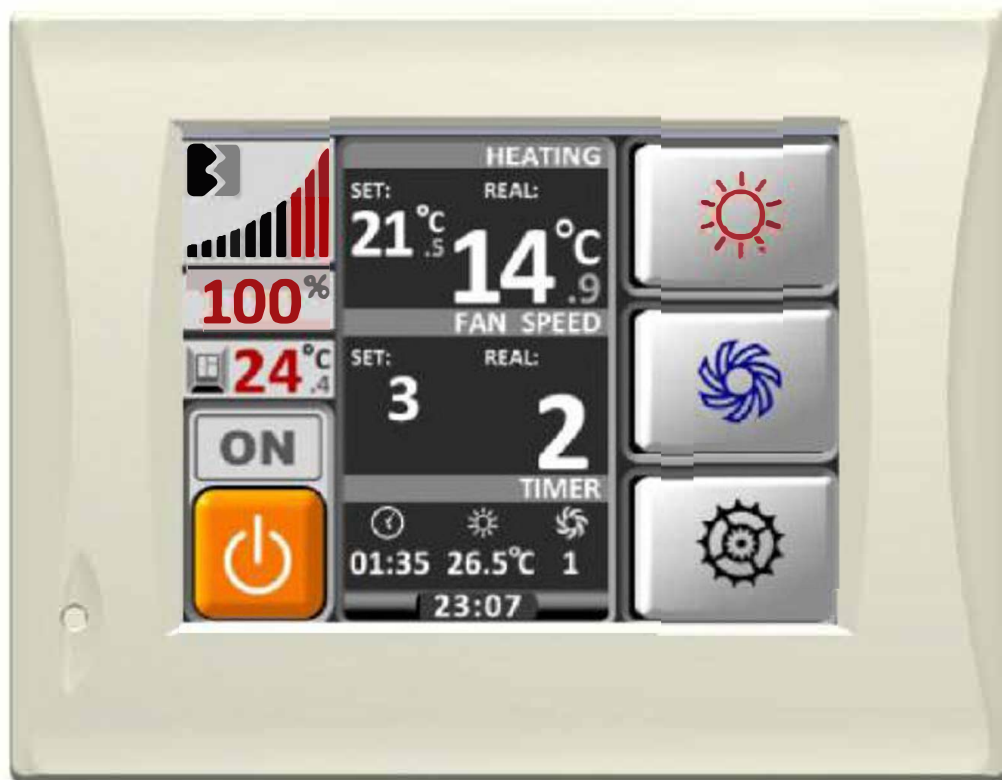 100%
24.4°C
ON
HEATING
SET: REAL:
21.5°C 14.9°C
FAN SPEED
SET: REAL:
3 2
TIMER
01:35 26.5°C 1
23:07